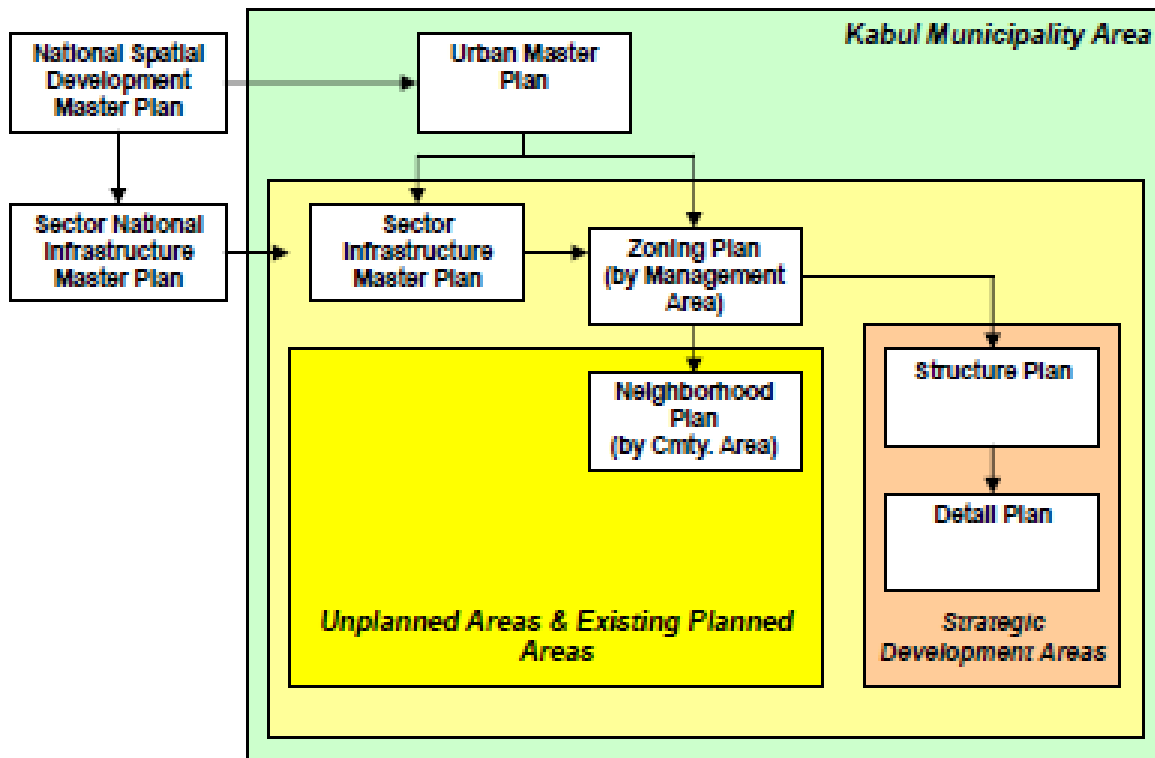 Kabul Municipality Area
National Spatial
Development
Master Plan
Urban Master
Plan
Sector National
Infrastructure
Master Plan
Sector
Infrastructure
Master Plan
Zoning Plan
(by Management
Area)
Structure Plan
Neighborhood
Plan
(by Cmty. Area)
Detail Plan
Unplanned Areas & Existing Planned
Areas
Strategic
Development Areas